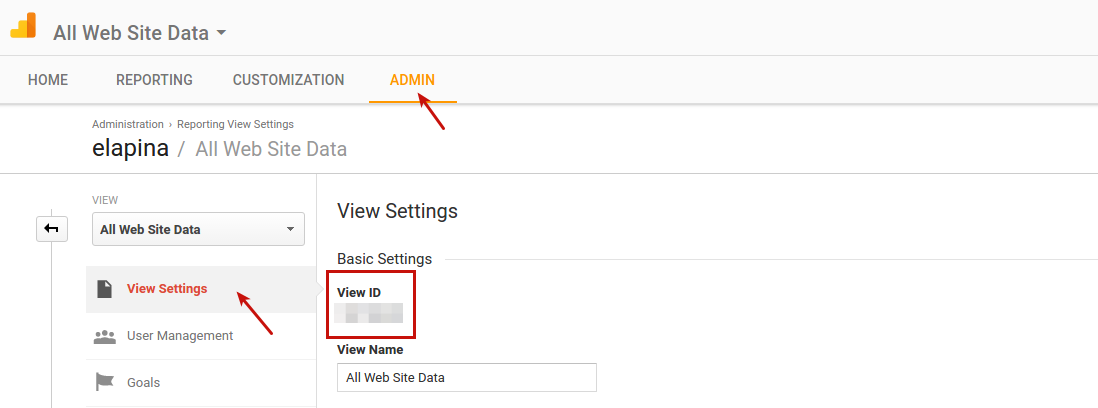 All Web Site Data
HOME REPORTING CUSTOMIZATION ADMIN
Administration › Reporting View Settings
elapina / All Web Site Data
VIEW
All Web Site Data
View Settings
User Management
Goals
View Settings
Basic Settings
View ID
View Name
All Web Site Data